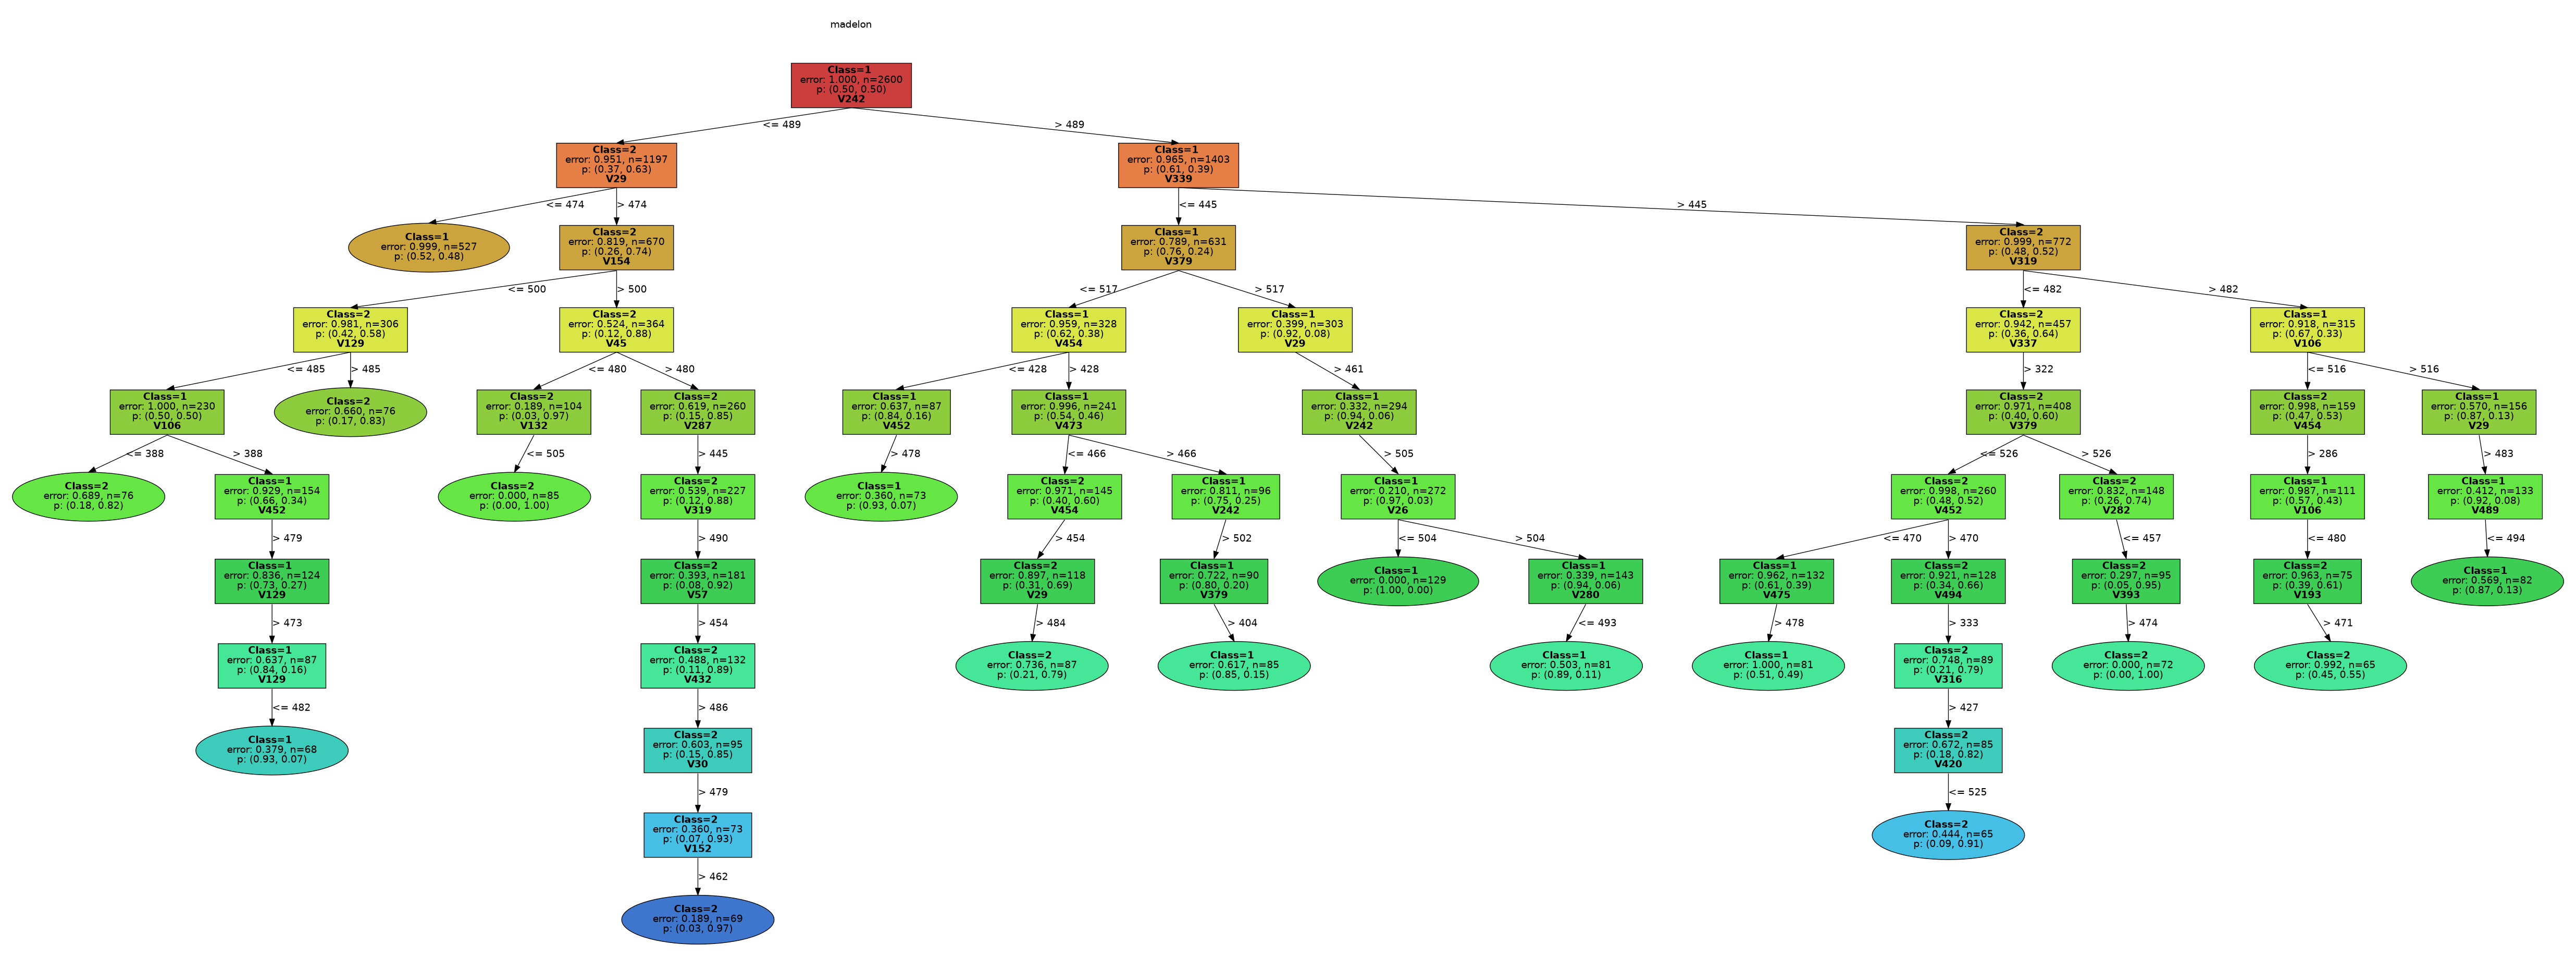 madelon
Class=1
error: 1.000, n=2600
p: (0.50, 0.50)
V242
<= 489
> 489
Class=2
error: 0.951, n=1197
p: (0.37, 0.63)
V29
Class=1
error: 0.965, n=1403
p: (0.61, 0.39)
V339
<= 474
> 474
<= 445
> 445
Class=1
error: 0.999, n=527
p: (0.52, 0.48)
Class=2
error: 0.819, n=670
p: (0.26, 0.74)
V154
Class=1
error: 0.789, n=631
p: (0.76, 0.24)
V379
Class=2
error: 0.999, n=772
p: (0.48, 0.52)
V319
<= 500
> 500
<= 517
> 517
<= 482
> 482
Class=2
error: 0.981, n=306
p: (0.42, 0.58)
V129
Class=2
error: 0.524, n=364
p: (0.12, 0.88)
V45
Class=1
error: 0.959, n=328
p: (0.62, 0.38)
V454
Class=1
error: 0.399, n=303
p: (0.92, 0.08)
V29
Class=2
error: 0.942, n=457
p: (0.36, 0.64)
V337
Class=1
error: 0.918, n=315
p: (0.67, 0.33)
V106
<= 485
> 485
<= 480
> 480
<= 428
> 428
> 461
> 322
<= 516
> 516
Class=1
error: 1.000, n=230
p: (0.50, 0.50)
V106
Class=2
error: 0.660, n=76
p: (0.17, 0.83)
Class=2
error: 0.189, n=104
p: (0.03, 0.97)
V132
Class=2
error: 0.619, n=260
p: (0.15, 0.85)
V287
Class=1
error: 0.637, n=87
p: (0.84, 0.16)
V452
Class=1
error: 0.996, n=241
p: (0.54, 0.46)
V473
Class=1
error: 0.332, n=294
p: (0.94, 0.06)
V242
Class=2
error: 0.971, n=408
p: (0.40, 0.60)
V379
Class=2
error: 0.998, n=159
p: (0.47, 0.53)
V454
Class=1
error: 0.570, n=156
p: (0.87, 0.13)
V29
<= 388
> 388
<= 505
> 445
> 478
<= 466
> 466
> 505
<= 526
> 526
> 286
> 483
Class=2
error: 0.689, n=76
p: (0.18, 0.82)
Class=1
error: 0.929, n=154
p: (0.66, 0.34)
V452
Class=2
error: 0.000, n=85
p: (0.00, 1.00)
Class=2
error: 0.539, n=227
p: (0.12, 0.88)
V319
Class=1
error: 0.360, n=73
p: (0.93, 0.07)
Class=2
error: 0.971, n=145
p: (0.40, 0.60)
V454
Class=1
error: 0.811, n=96
p: (0.75, 0.25)
V242
Class=1
error: 0.210, n=272
p: (0.97, 0.03)
V26
Class=2
error: 0.998, n=260
p: (0.48, 0.52)
V452
Class=2
error: 0.832, n=148
p: (0.26, 0.74)
V282
Class=1
error: 0.987, n=111
p: (0.57, 0.43)
V106
Class=1
error: 0.412, n=133
p: (0.92, 0.08)
V489
> 479
> 490
> 454
> 502
<= 504
> 504
<= 470
> 470
<= 457
<= 480
<= 494
Class=1
error: 0.836, n=124
p: (0.73, 0.27)
V129
Class=2
error: 0.393, n=181
p: (0.08, 0.92)
V57
Class=2
error: 0.897, n=118
p: (0.31, 0.69)
V29
Class=1
error: 0.722, n=90
p: (0.80, 0.20)
V379
Class=1
error: 0.000, n=129
p: (1.00, 0.00)
Class=1
error: 0.339, n=143
p: (0.94, 0.06)
V280
Class=1
error: 0.962, n=132
p: (0.61, 0.39)
V475
Class=2
error: 0.921, n=128
p: (0.34, 0.66)
V494
Class=2
error: 0.297, n=95
p: (0.05, 0.95)
V393
Class=2
error: 0.963, n=75
p: (0.39, 0.61)
V193
Class=1
error: 0.569, n=82
p: (0.87, 0.13)
> 473
> 454
> 484
> 404
<= 493
> 478
> 333
> 474
> 471
Class=1
error: 0.637, n=87
p: (0.84, 0.16)
V129
Class=2
error: 0.488, n=132
p: (0.11, 0.89)
V432
Class=2
error: 0.736, n=87
p: (0.21, 0.79)
Class=1
error: 0.617, n=85
p: (0.85, 0.15)
Class=1
error: 0.503, n=81
p: (0.89, 0.11)
Class=1
error: 1.000, n=81
p: (0.51, 0.49)
Class=2
error: 0.748, n=89
p: (0.21, 0.79)
V316
Class=2
error: 0.000, n=72
p: (0.00, 1.00)
Class=2
error: 0.992, n=65
p: (0.45, 0.55)
<= 482
> 486
> 427
Class=1
error: 0.379, n=68
p: (0.93, 0.07)
Class=2
error: 0.603, n=95
p: (0.15, 0.85)
V30
Class=2
error: 0.672, n=85
p: (0.18, 0.82)
V420
> 479
<= 525
Class=2
error: 0.360, n=73
p: (0.07, 0.93)
V152
Class=2
error: 0.444, n=65
p: (0.09, 0.91)
> 462
Class=2
error: 0.189, n=69
p: (0.03, 0.97)